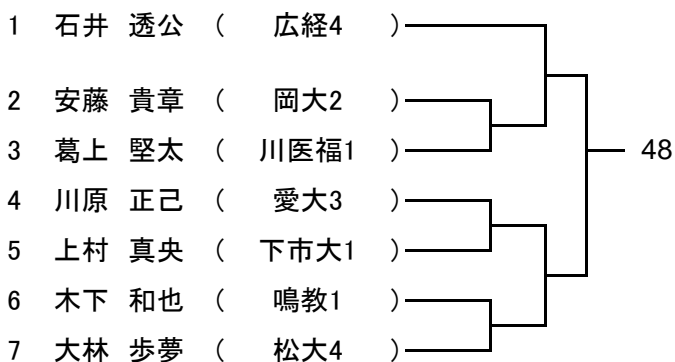 1 石井 透公 ( 広経4 )
2 安藤 貴章 ( 岡大2 )
3 葛上 堅太 ( 川医福1 )
48
4 川原 正己 ( 愛大3 )
5 上村 真央 ( 下市大1 )
6 木下 和也 ( 鳴教1 )
7 大林 歩夢 ( 松大4 )